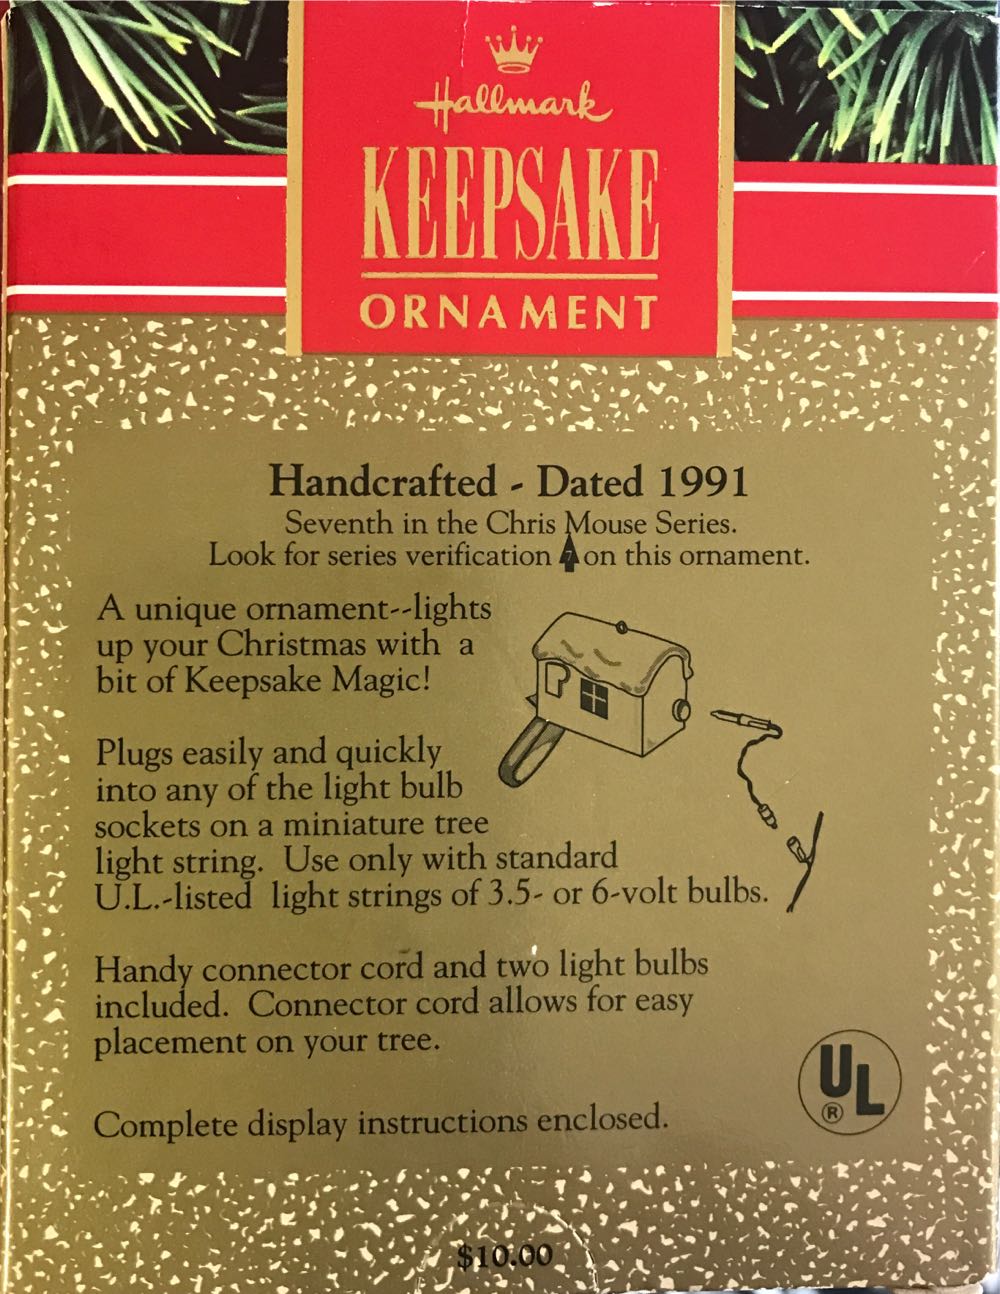 Hallmark
KEEPSAKE
ORNAMENT
Handcrafted - Dated 1991
Seventh in the Chris Mouse Series.
Look for series verification 7 on this ornament.
A unique ornament--lights
up your Christmas with a
bit of Keepsake Magic!
Plugs easily and quickly
into any of the light bulb
sockets on a miniature tree
light string. Use only with standard
U.L.-listed light strings of 3.5- or 6-volt bulbs.
Handy connector cord and two light bulbs
included. Connector cord allows for easy
placement on your tree.
UL
®
Complete display instructions enclosed.
$10.00